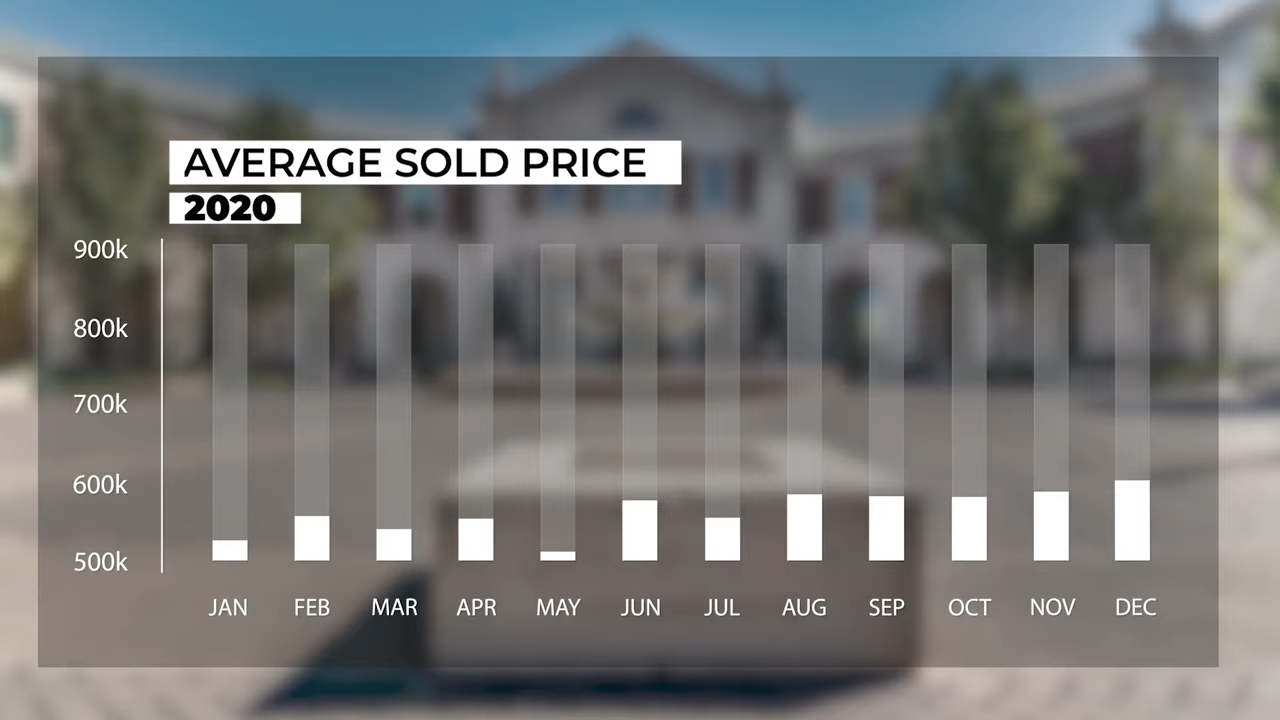 AVERAGE SOLD PRICE
2020
900k
800k
700k
600k
500k
JAN FEB MAR APR MAY JUN JUL AUG SEP OCT NOV DEC